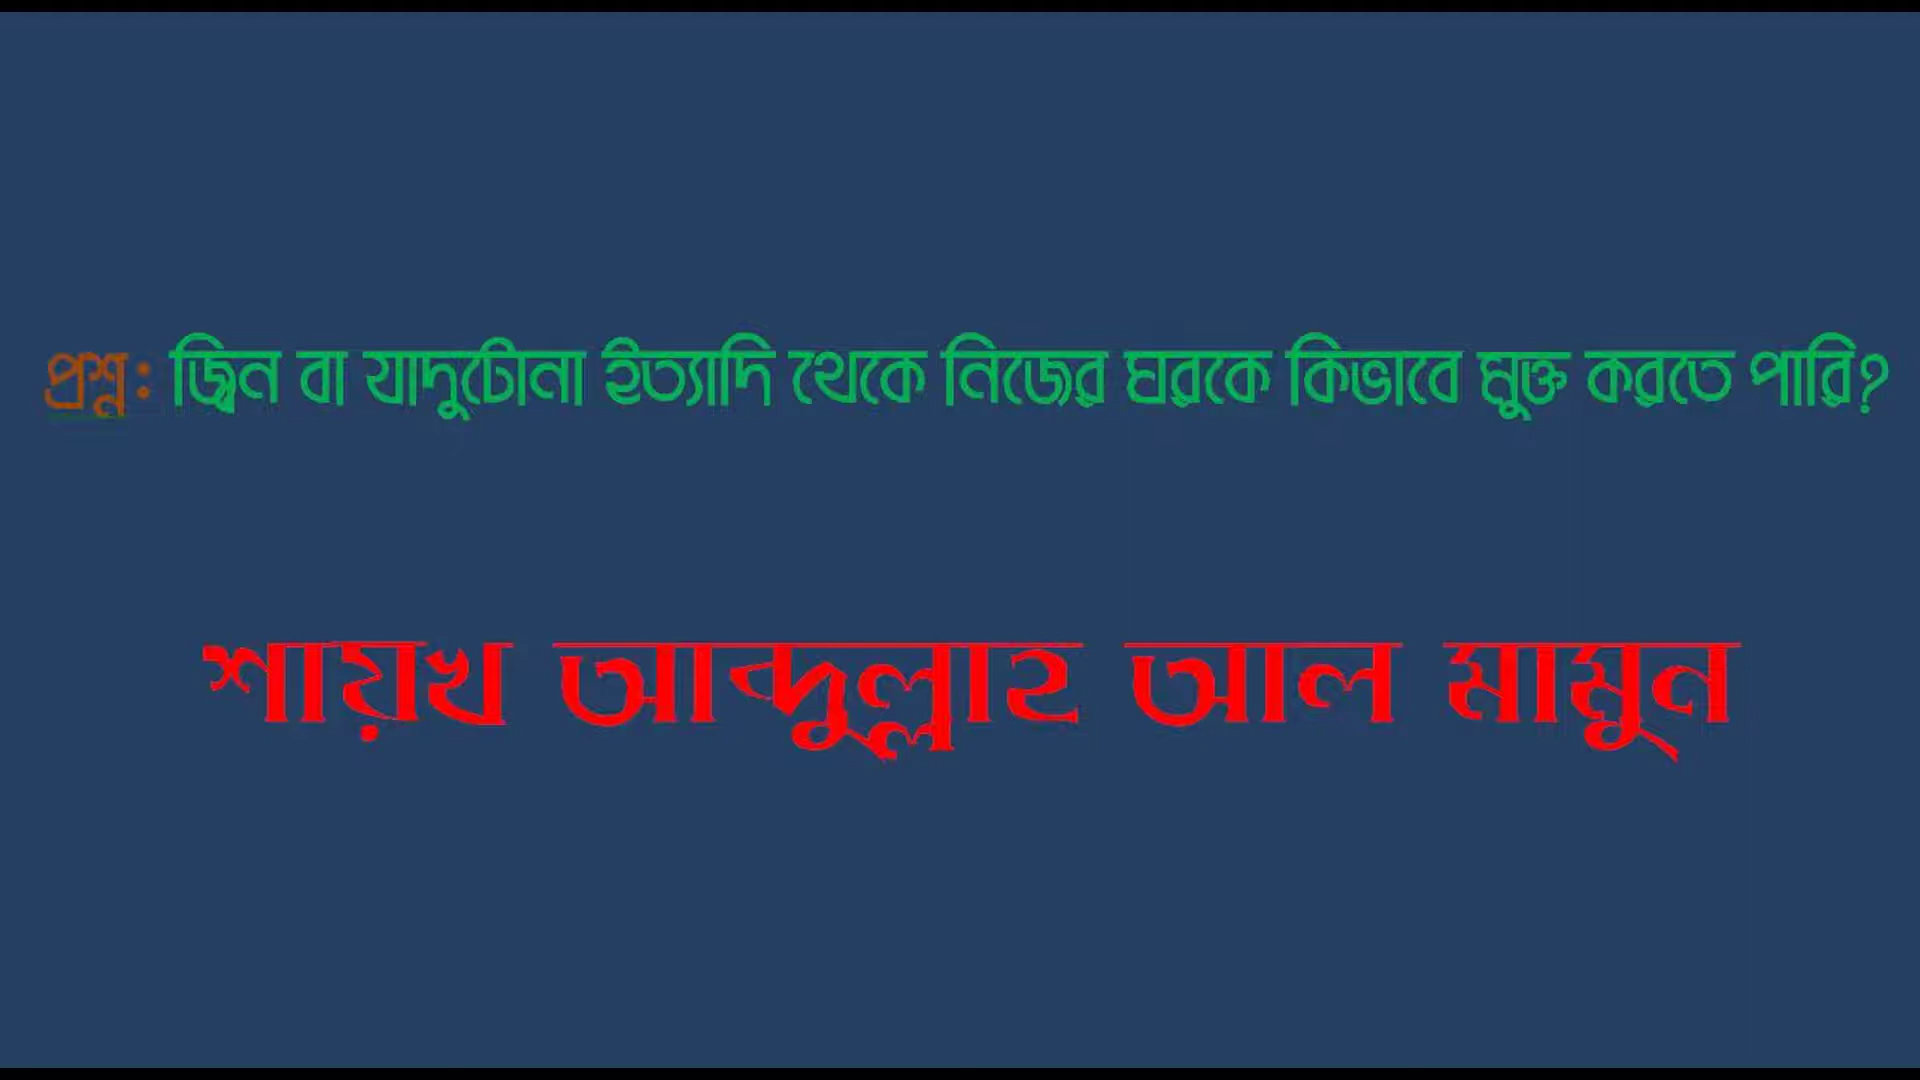 প্রশ্ন: জ্বিন বা যাদুটোনা ইত্যাদি থেকে নিজের ঘরকে কিভাবে মুক্ত করতে পারি?
শায়খ আব্দুল্লাহ আল মামুন